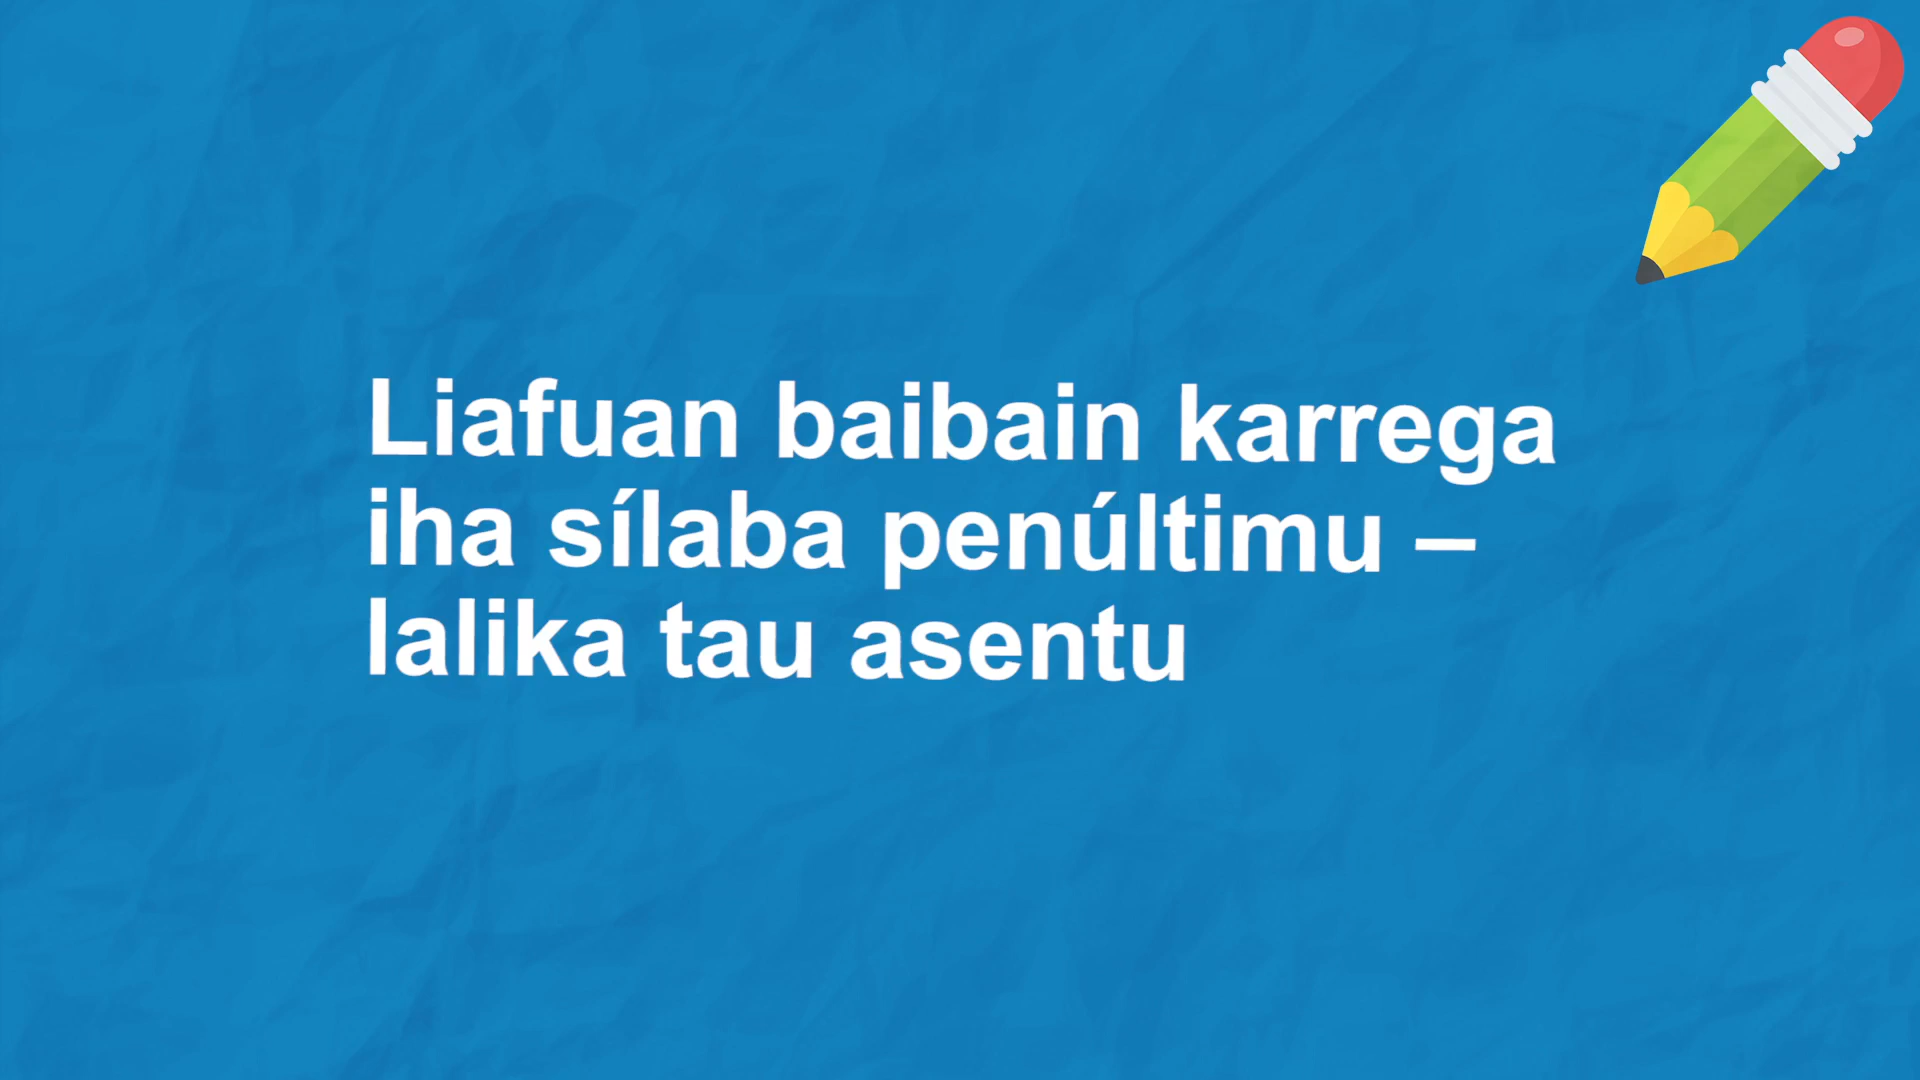 Liafuan baibain karrega
iha sílaba penúltimu –
lalika tau asentu